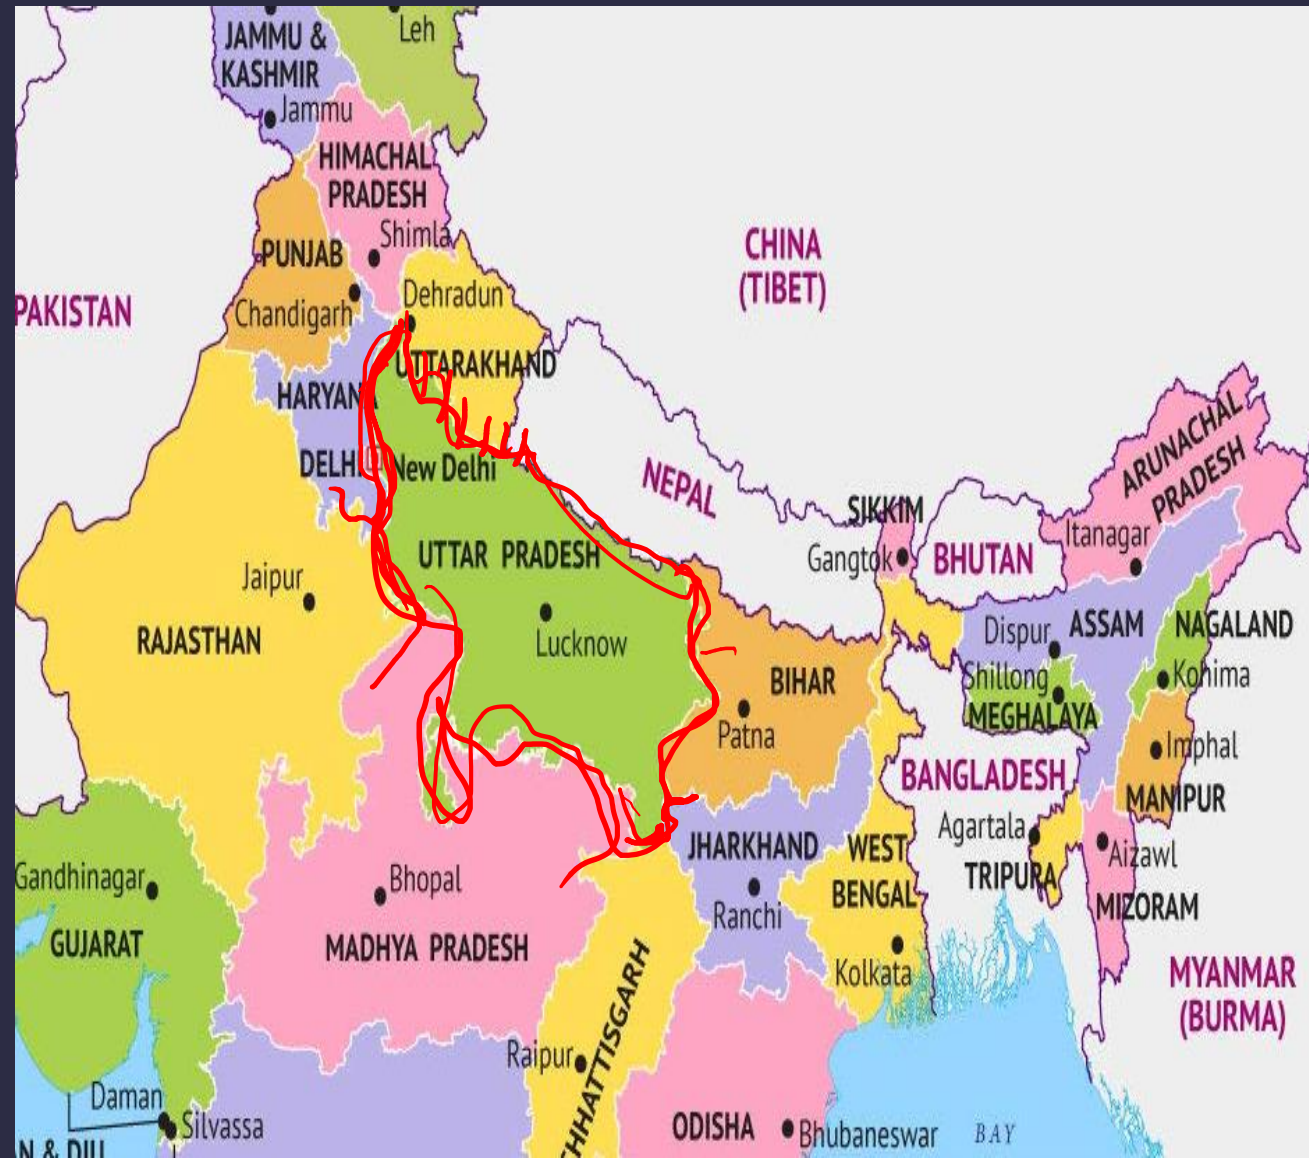 Leh
JAMMU &
KASHMIR
Jammu
HIMACHAL
PRADESH
Shimla
PUNJAB
Chandigarh
Dehradun
UTTARAKHAND
CHINA
(TIBET)
PAKISTAN
HARYANA
DELHI
New Delhi
NEPAL
SIKKIM
Gangtok
BHUTAN
ARUNACHAL
PRADESH
Itanagar
UTTAR PRADESH
Lucknow
Jaipur
RAJASTHAN
BIHAR
Patna
Dispur
ASSAM
NAGALAND
Shillong
Kohima
MEGHALAYA
Imphal
MANIPUR
BANGLADESH
Agartala
TRIPURA
Aizawl
MIZORAM
JHARKHAND
Ranchi
WEST
BENGAL
Kolkata
Gandhinagar
GUJARAT
Bhopal
MADHYA PRADESH
MYANMAR
(BURMA)
Raipur
CHHATTISGARH
Daman
Silvassa
N & DIU
ODISHA
Bhubaneswar
BAY